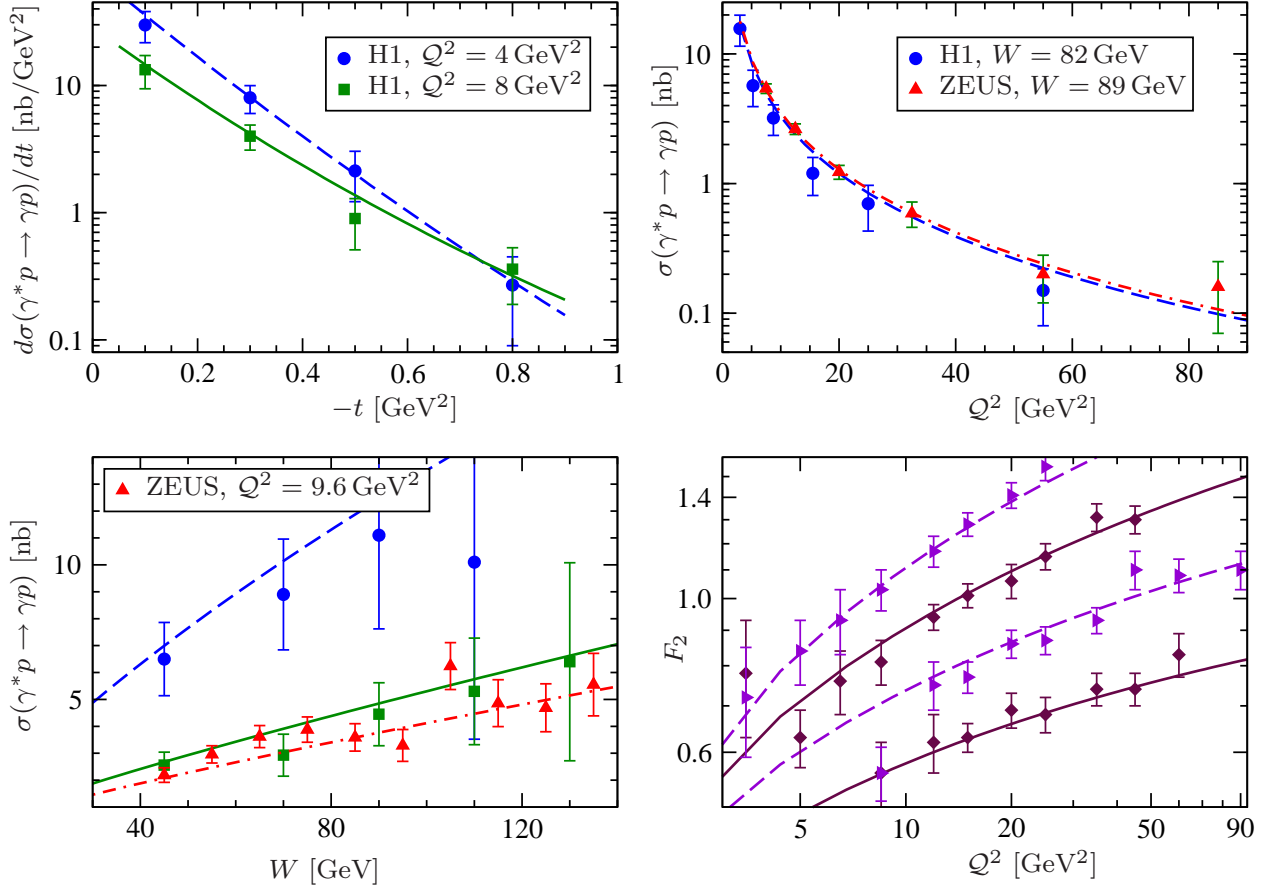 dσ(γ*p → γp)/dt [nb/GeV²]
10
1
0.1
H1, 𝒬² = 4 GeV²
H1, 𝒬² = 8 GeV²
0 0.2 0.4 0.6 0.8 1
−t [GeV²]
σ(γ*p → γp) [nb]
10
1
0.1
H1, W = 82 GeV
ZEUS, W = 89 GeV
0 20 40 60 80
𝒬² [GeV²]
σ(γ*p → γp) [nb]
ZEUS, 𝒬² = 9.6 GeV²
10
5
40 80 120
W [GeV]
F₂
1.4
1.0
0.6
5 10 20 50 90
𝒬² [GeV²]